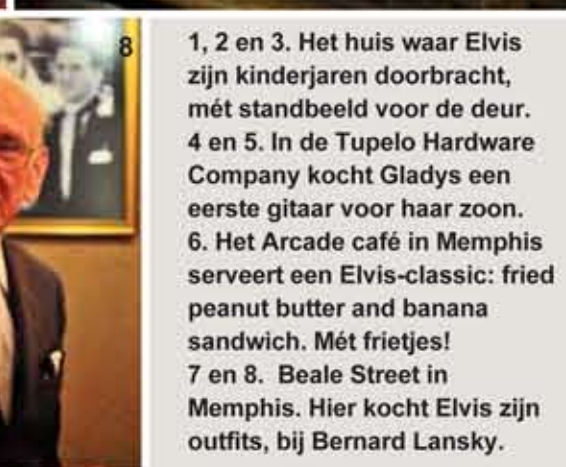 8
1, 2 en 3. Het huis waar Elvis
zijn kinderjaren doorbracht,
mét standbeeld voor de deur.
4 en 5. In de Tupelo Hardware
Company kocht Gladys een
eerste gitaar voor haar zoon.
6. Het Arcade café in Memphis
serveert een Elvis-classic: fried
peanut butter and banana
sandwich. Mét frietjes!
7 en 8.  Beale Street in
Memphis. Hier kocht Elvis zijn
outfits, bij Bernard Lansky.